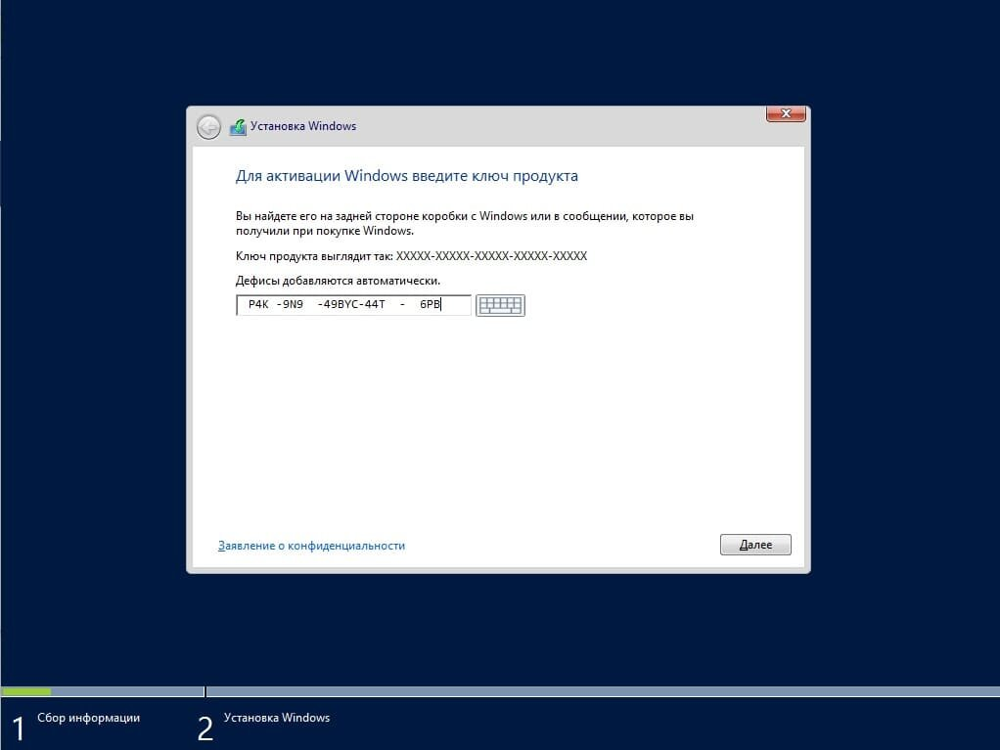 Установка Windows
Для активации Windows введите ключ продукта
Вы найдете его на задней стороне коробки с Windows или в сообщении, которое вы
получили при покупке Windows.
Ключ продукта выглядит так: XXXXX-XXXXX-XXXXX-XXXXX-XXXXX
Дефисы добавляются автоматически.
P4K -9N9  -49BYC-44T  -  6PB
Заявление о конфиденциальности
Далее
1 Сбор информации
2 Установка Windows